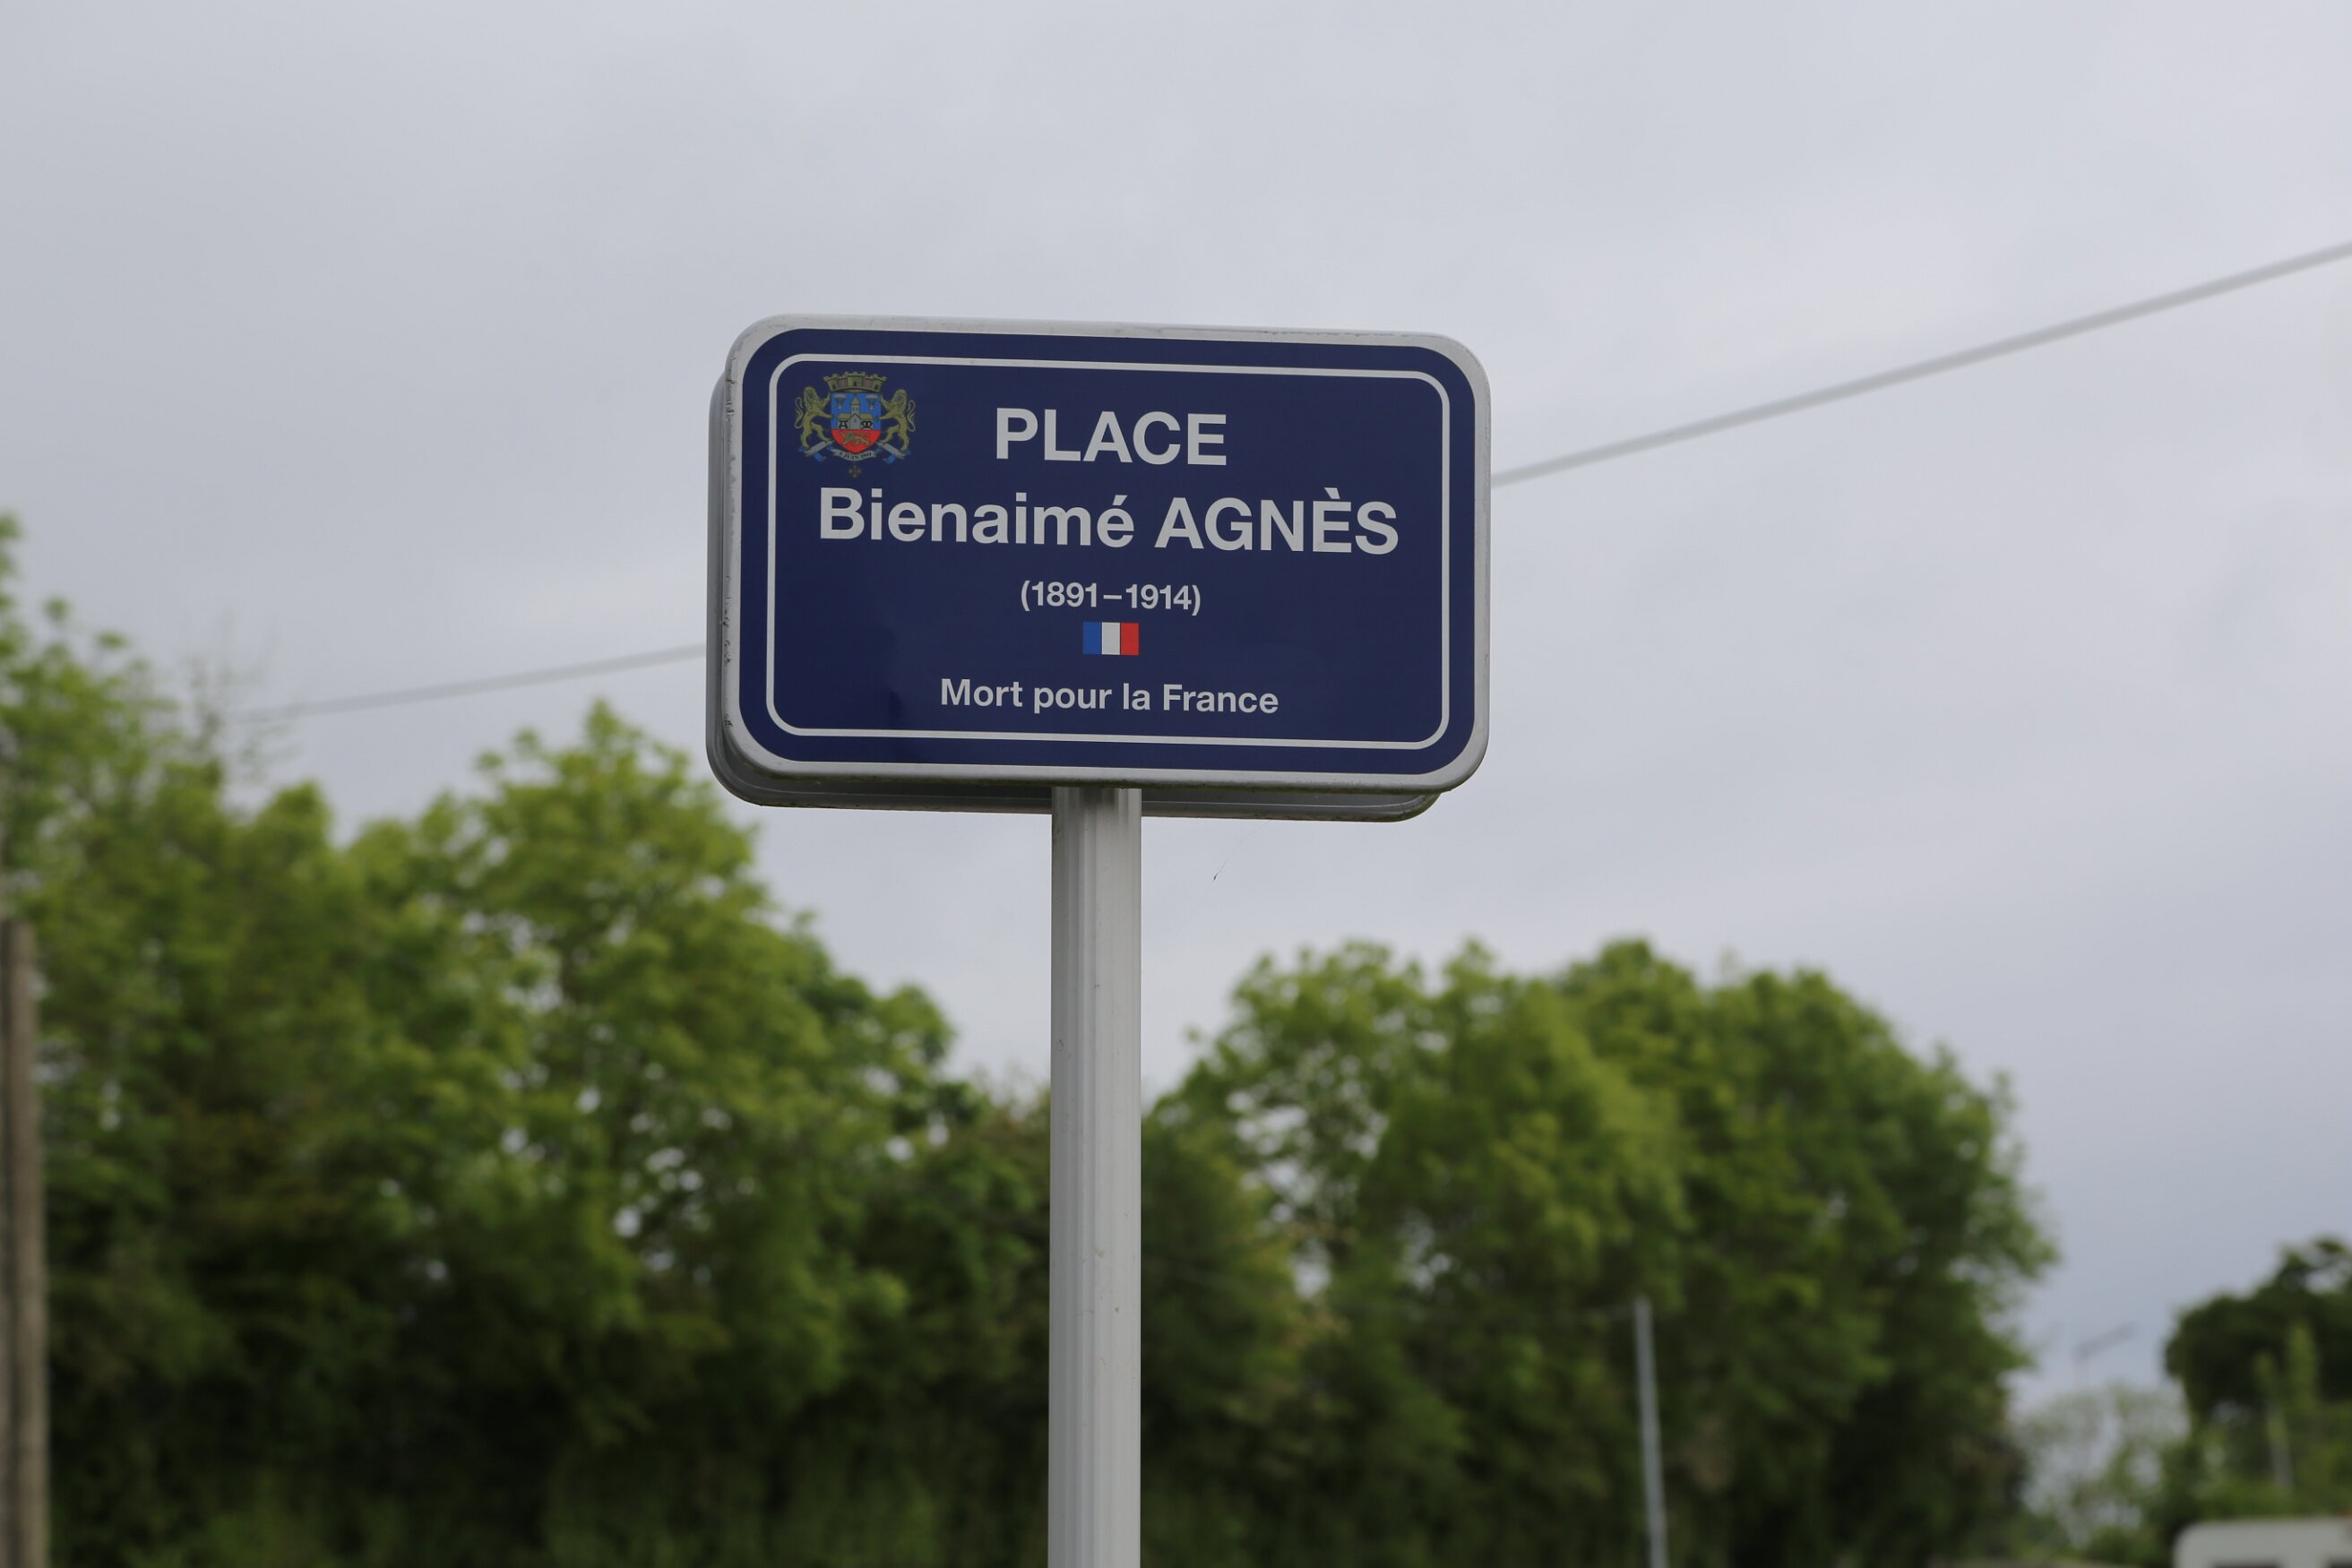 PLACE
Bienaimé AGNÈS
(1891–1914)
Mort pour la France